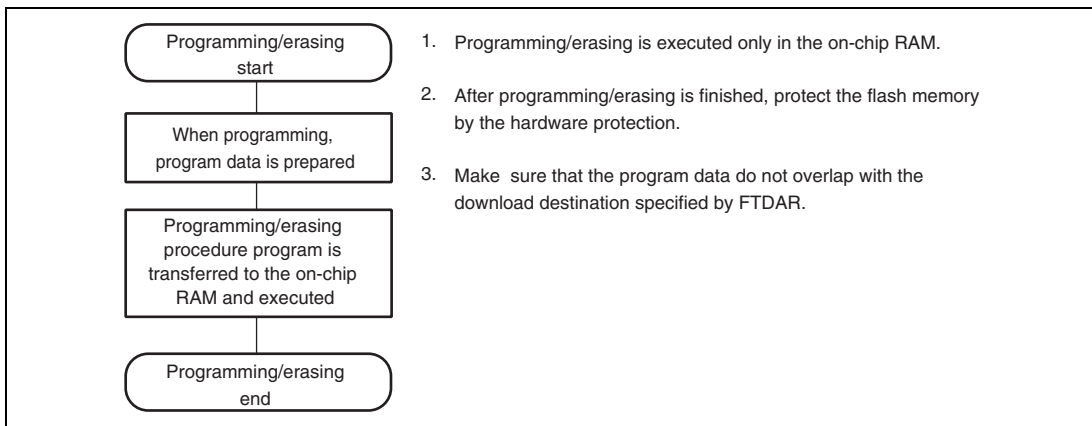 Programming/erasing
start
When programming,
program data is prepared
Programming/erasing
procedure program is
transferred to the on-chip
RAM and executed
Programming/erasing
end
1. Programming/erasing is executed only in the on-chip RAM.
2. After programming/erasing is finished, protect the flash memory
by the hardware protection.
3. Make sure that the program data do not overlap with the
download destination specified by FTDAR.